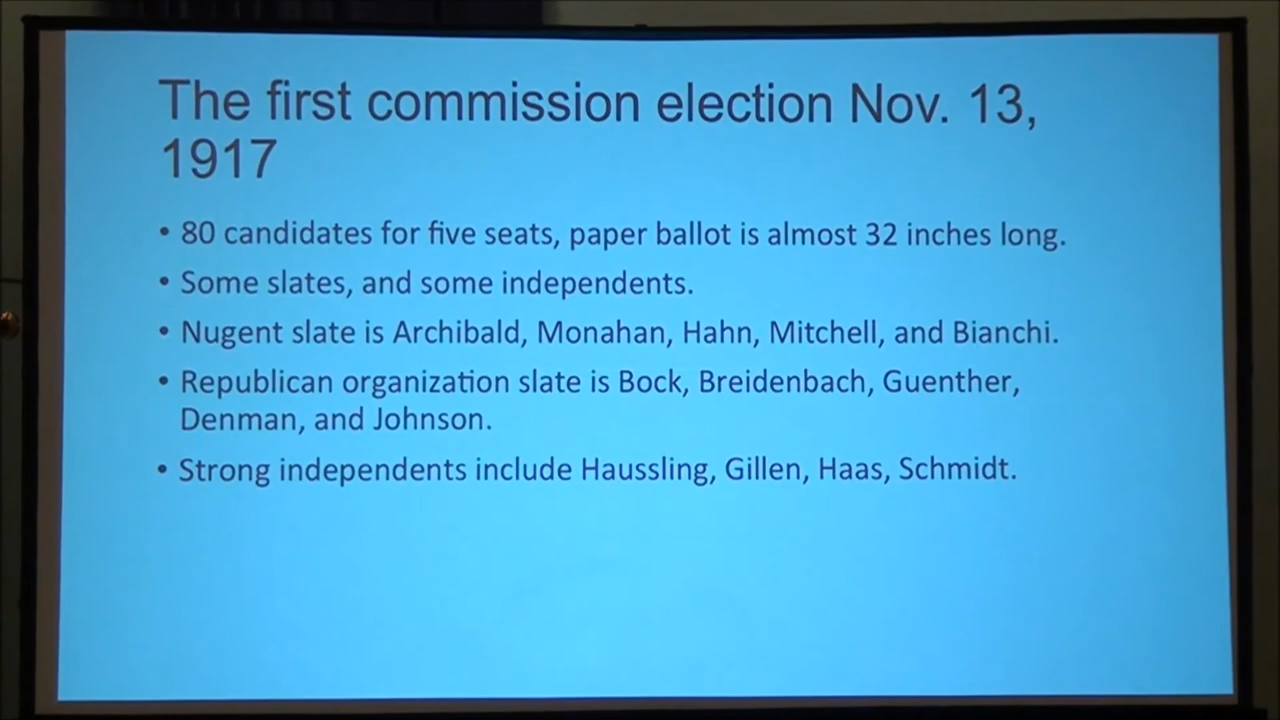 The first commission election Nov. 13,
1917
• 80 candidates for five seats, paper ballot is almost 32 inches long.
• Some slates, and some independents.
• Nugent slate is Archibald, Monahan, Hahn, Mitchell, and Bianchi.
• Republican organization slate is Bock, Breidenbach, Guenther,
Denman, and Johnson.
• Strong independents include Haussling, Gillen, Haas, Schmidt.